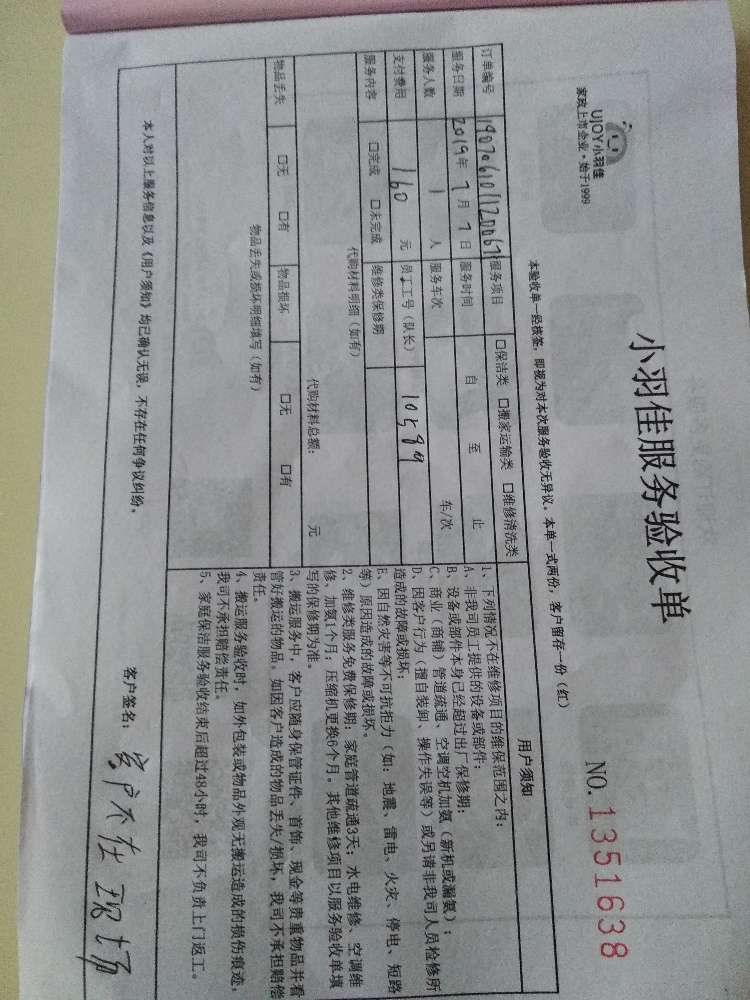 UJOY小羽佳
家政上市企业·始于1999
小羽佳服务验收单
NO.1351638
本验收单一经核签，即视为对本次服务验收无异议。本单一式两份，客户留存一份（红）
订单编号 190706101120067 服务项目 □保洁类 □搬家运输类 □维修清洗类
服务日期 2019年7月7日 服务时间 自 至 止
服务人数 1 人 服务车次 车/次
支付费用 160 元 员工工号（队长） 10589
服务内容 □完成 □未完成 维修类保修期
代购材料明细（如有）
代购材料总额： 元
物品丢失 □无 □有 物品损坏 □无 □有
物品丢失或损坏明细填写（如有）
用户须知
1、下列情况不在维修项目的维保范围之内：
A、非我司员工提供的设备或部件；
B、设备或部件本身已经超过出厂保修期；
C、商业（商铺）管道疏通、空调空机加氨（新机或漏氨）；
D、因客户行为（擅自装卸、操作失误等）或另请非我司人员检修所
造成的故障或损坏；
E、因自然灾害等不可抗拒力（如：地震、雷电、火灾、停电、短路
等）原因造成的故障或损坏。
2、维修类服务免费保修期：家庭管道疏通3天；水电维修、空调维
修、加氨1个月；压缩机更换6个月。其他维修项目以服务验收单填
写的保修期为准。
3、搬运服务中，客户应随身保管证件、首饰、现金等贵重物品并看
管好搬运的物品，如因客户造成的物品丢失/损坏，我司不承担赔偿
责任。
4、搬运服务验收时，如外包装或物品外观无搬运造成的损伤痕迹，
我司不承担赔偿责任。
5、家庭保洁服务验收结束后超过48小时，我司不负责上门返工。
本人对以上服务信息以及《用户须知》均已确认无误，不存在任何争议纠纷。
客户签名： 客户不在现场